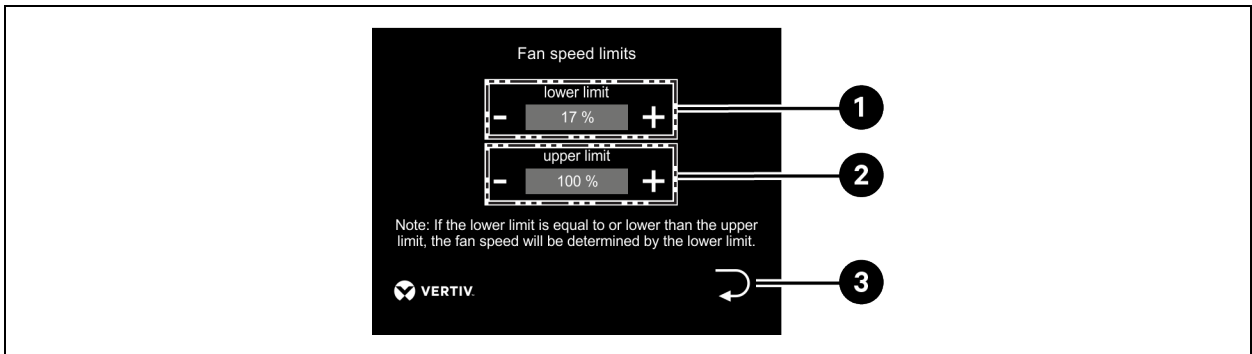 Fan speed limits
lower limit
- 17 % +
1
upper limit
- 100 % +
2
Note: If the lower limit is equal to or lower than the upper
limit, the fan speed will be determined by the lower limit.
VERTIV.
3